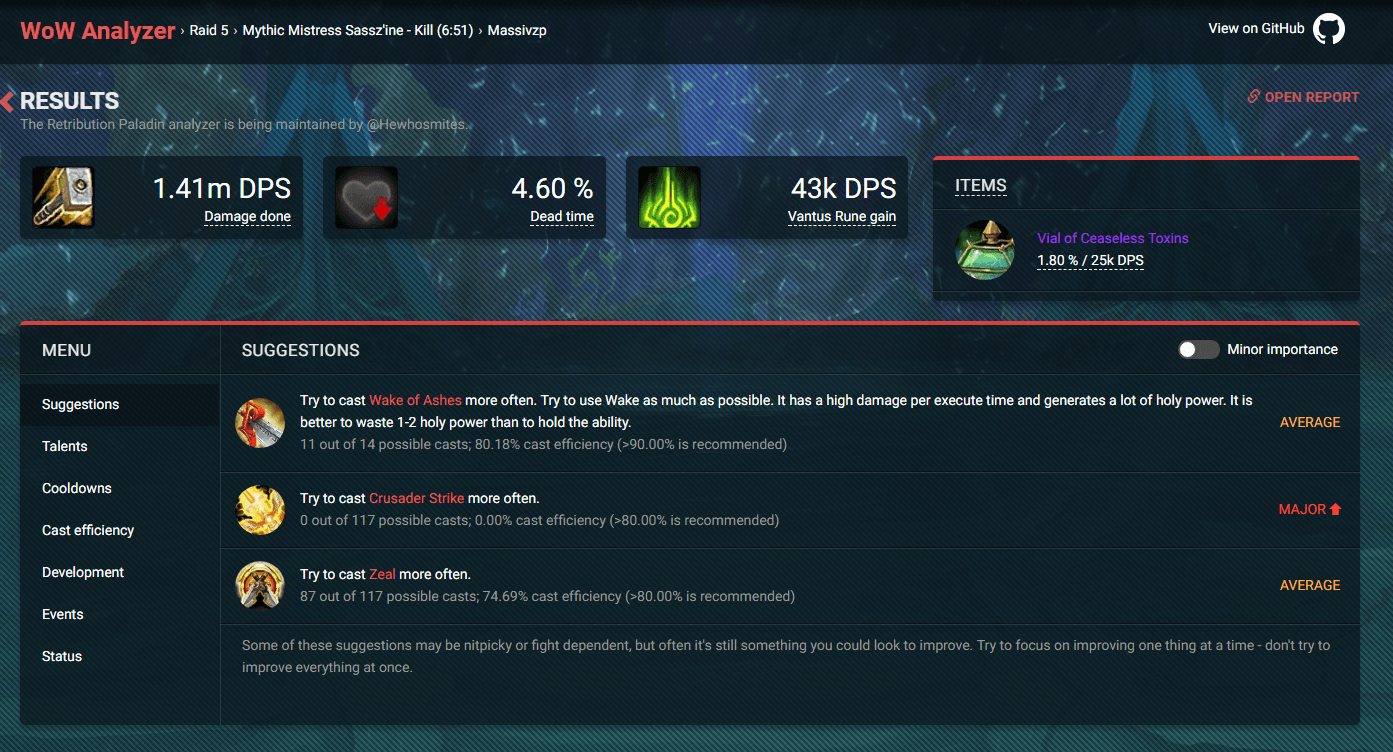 WoW Analyzer › Raid 5 › Mythic Mistress Sassz'ine - Kill (6:51) › Massivzp
View on GitHub
RESULTS
OPEN REPORT
The Retribution Paladin analyzer is being maintained by @Hewhosmites.
1.41m DPS
Damage done
4.60 %
Dead time
43k DPS
Vantus Rune gain
ITEMS
Vial of Ceaseless Toxins
1.80 % / 25k DPS
MENU
Suggestions
Talents
Cooldowns
Cast efficiency
Development
Events
Status
SUGGESTIONS
Minor importance
Try to cast Wake of Ashes more often. Try to use Wake as much as possible. It has a high damage per execute time and generates a lot of holy power. It is
better to waste 1-2 holy power than to hold the ability.
11 out of 14 possible casts; 80.18% cast efficiency (>90.00% is recommended)
AVERAGE
Try to cast Crusader Strike more often.
0 out of 117 possible casts; 0.00% cast efficiency (>80.00% is recommended)
MAJOR
Try to cast Zeal more often.
87 out of 117 possible casts; 74.69% cast efficiency (>80.00% is recommended)
AVERAGE
Some of these suggestions may be nitpicky or fight dependent, but often it's still something you could look to improve. Try to focus on improving one thing at a time - don't try to
improve everything at once.